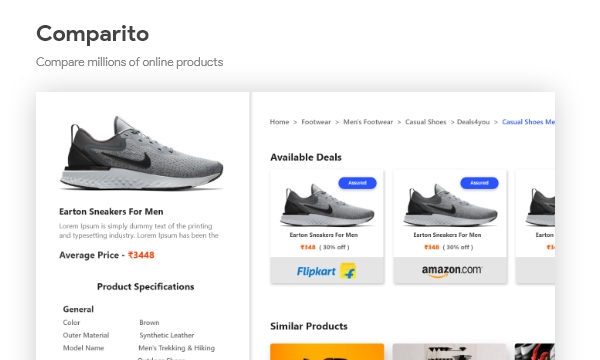 Comparito
Compare millions of online products
Home > Footwear > Men's Footwear > Casual Shoes > Deals4you > Casual Shoes Me
Earton Sneakers For Men
Lorem Ipsum is simply dummy text of the printing
and typesetting industry. Lorem Ipsum has been the
Average Price - ₹3448
Product Specifications
General
Color Brown
Outer Material Synthetic Leather
Model Name Men's Trekking & Hiking
Outdoor Shoes
Available Deals
Assured
Earton Sneakers For Men
₹348 ( 30% off )
Flipkart
Assured
Earton Sneakers For Men
₹348 ( 30% off )
amazon.com
Earton
Similar Products